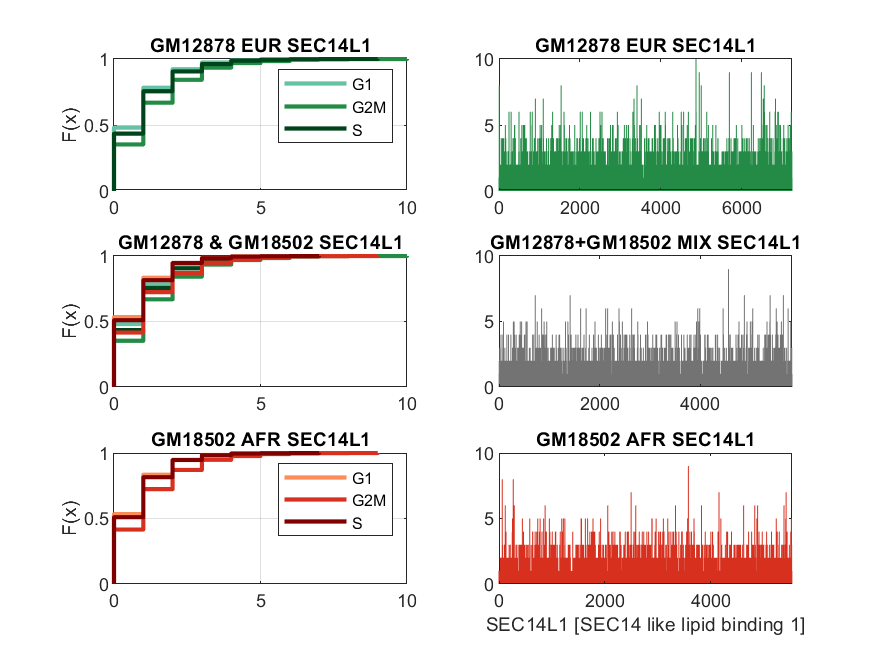 GM12878 EUR SEC14L1
F(x)
1
0.5
0
0
5
10
G1
G2M
S
GM12878 EUR SEC14L1
10
5
0
0
2000
4000
6000
GM12878 & GM18502 SEC14L1
F(x)
1
0.5
0
0
5
10
GM12878+GM18502 MIX SEC14L1
10
5
0
0
2000
4000
GM18502 AFR SEC14L1
F(x)
1
0.5
0
0
5
10
G1
G2M
S
GM18502 AFR SEC14L1
10
5
0
0
2000
4000
SEC14L1 [SEC14 like lipid binding 1]